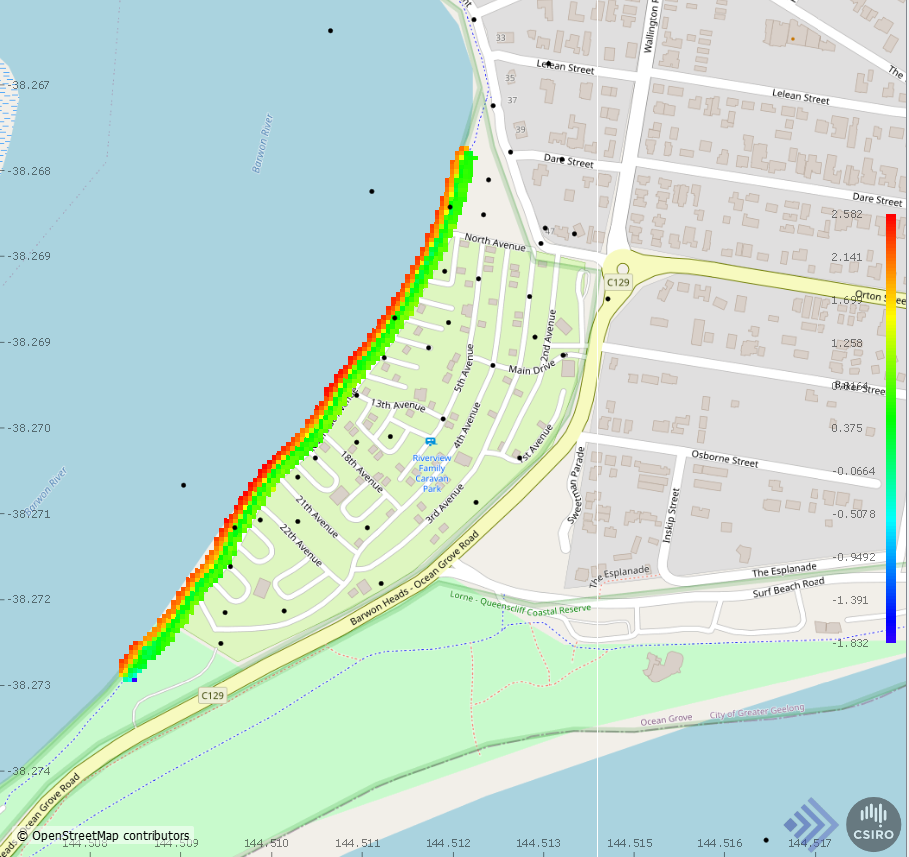 Lelean Street
Wallington R
The
33
35
37
39
47
-38.267
-38.268
-38.269
-38.269
-38.270
-38.271
-38.272
-38.273
-38.274
Barwon River
Lelean Street
Dare Street
Dare Street
North Avenue
C129
Orton Stree
2nd Avenue
5th Avenue
Main Drive
13th Avenue
4th Avenue
1st Avenue
Riverview
Family
Caravan
Park
18th Avenue
21st Avenue
22th Avenue
3rd Avenue
Barwon River
Sweetman Parade
Osborne Street
Inskip Street
The Esplanade
The Esplanade
Surf Beach Road
Barwon Heads - Ocean Grove Road
Lorne - Queenscliff Coastal Reserve
C129
Ocean Grove
City of Greater Geelong
2.582
2.141
1.699
1.258
0.375
-0.0664
-0.5078
-0.9492
-1.391
-1.832
© OpenStreetMap contributors
144.508
144.509
144.510
144.511
144.512
144.513
144.515
144.516
144.517
CSIRO